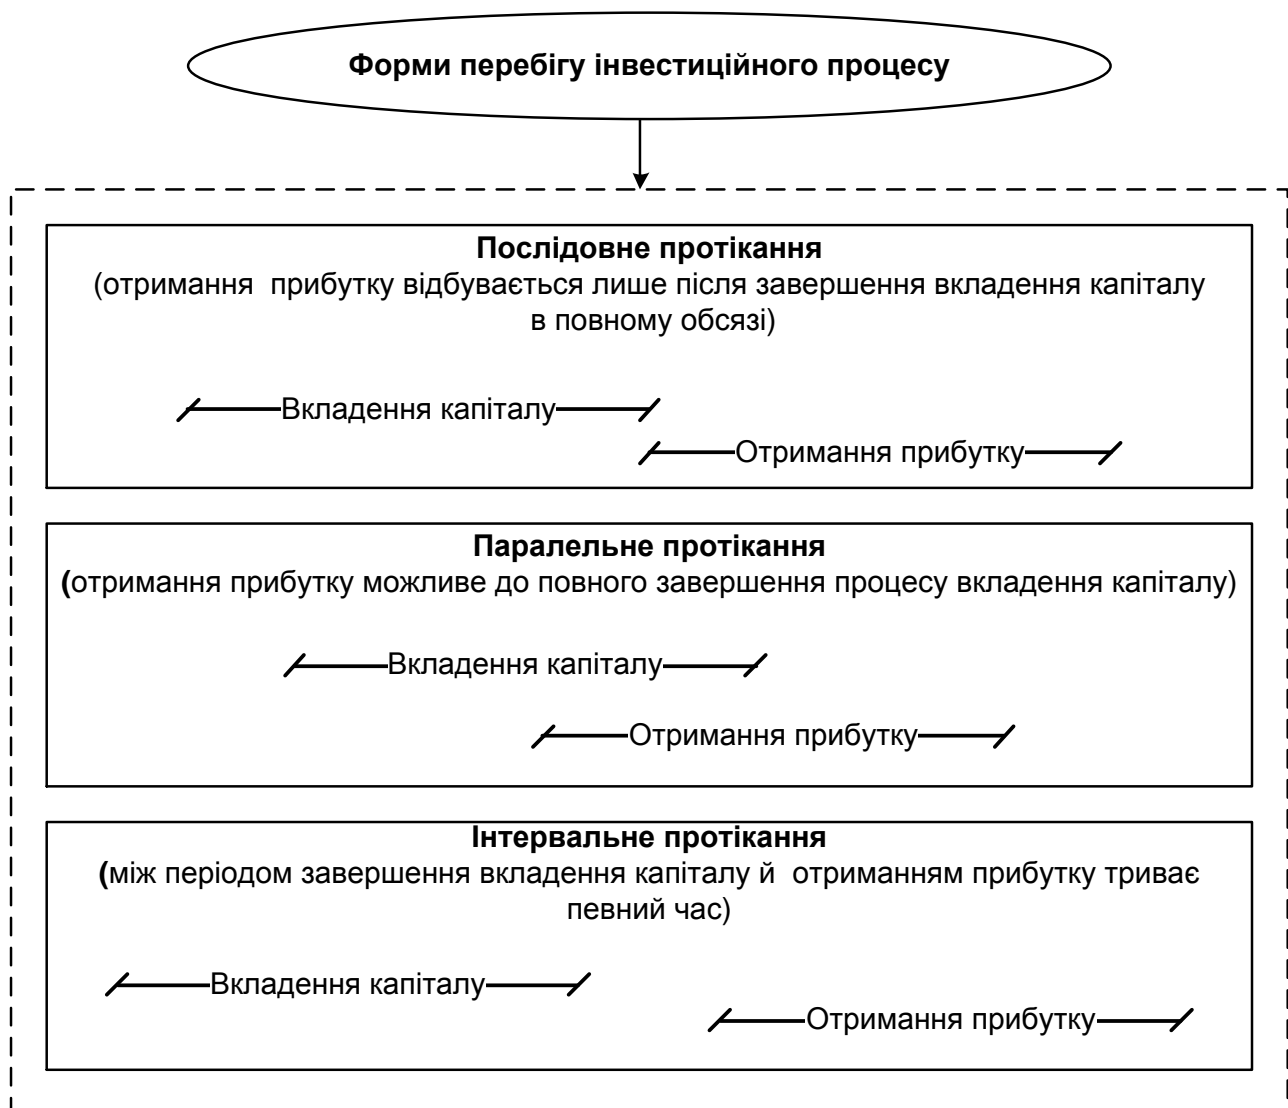 Форми перебігу інвестиційного процесу
Послідовне протікання
(отримання  прибутку відбувається лише після завершення вкладення капіталу
в повному обсязі)
Вкладення капіталу
Отримання прибутку
Паралельне протікання
(отримання прибутку можливе до повного завершення процесу вкладення капіталу)
Вкладення капіталу
Отримання прибутку
Інтервальне протікання
(між періодом завершення вкладення капіталу й  отриманням прибутку триває
певний час)
Вкладення капіталу
Отримання прибутку